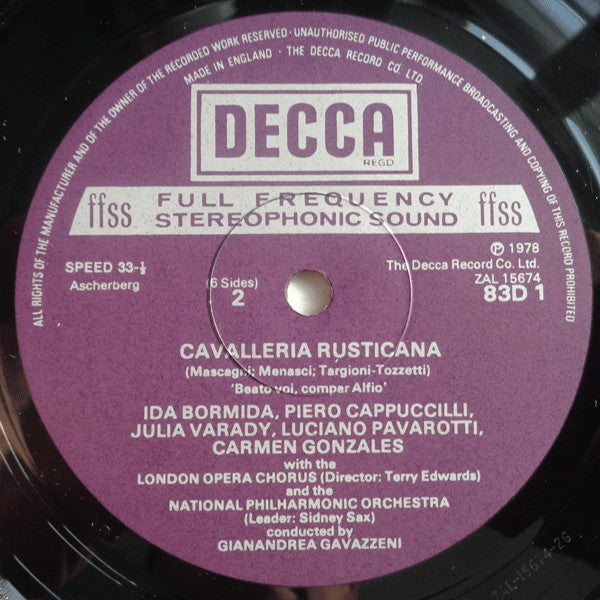 ALL RIGHTS OF THE MANUFACTURER AND OF THE OWNER OF THE RECORDED WORK RESERVED · UNAUTHORISED PUBLIC PERFORMANCE BROADCASTING AND COPYING OF THIS RECORD PROHIBITED
MADE IN ENGLAND · THE DECCA RECORD CO LTD.
DECCA
REGD
ffss FULL FREQUENCY STEREOPHONIC SOUND ffss
SPEED 33-⅓
Ascherberg
(6 Sides)
2
℗ 1978
The Decca Record Co. Ltd.
ZAL 15674
83D 1
CAVALLERIA RUSTICANA
(Mascagni; Menasci; Targioni-Tozzetti)
'Beato voi, compar Alfio'
IDA BORMIDA, PIERO CAPPUCCILLI,
JULIA VARADY, LUCIANO PAVAROTTI,
CARMEN GONZALES
with the
LONDON OPERA CHORUS (Director: Terry Edwards)
and the
NATIONAL PHILHARMONIC ORCHESTRA
(Leader: Sidney Sax)
conducted by
GIANANDREA GAVAZZENI
ZAL-15674-2G